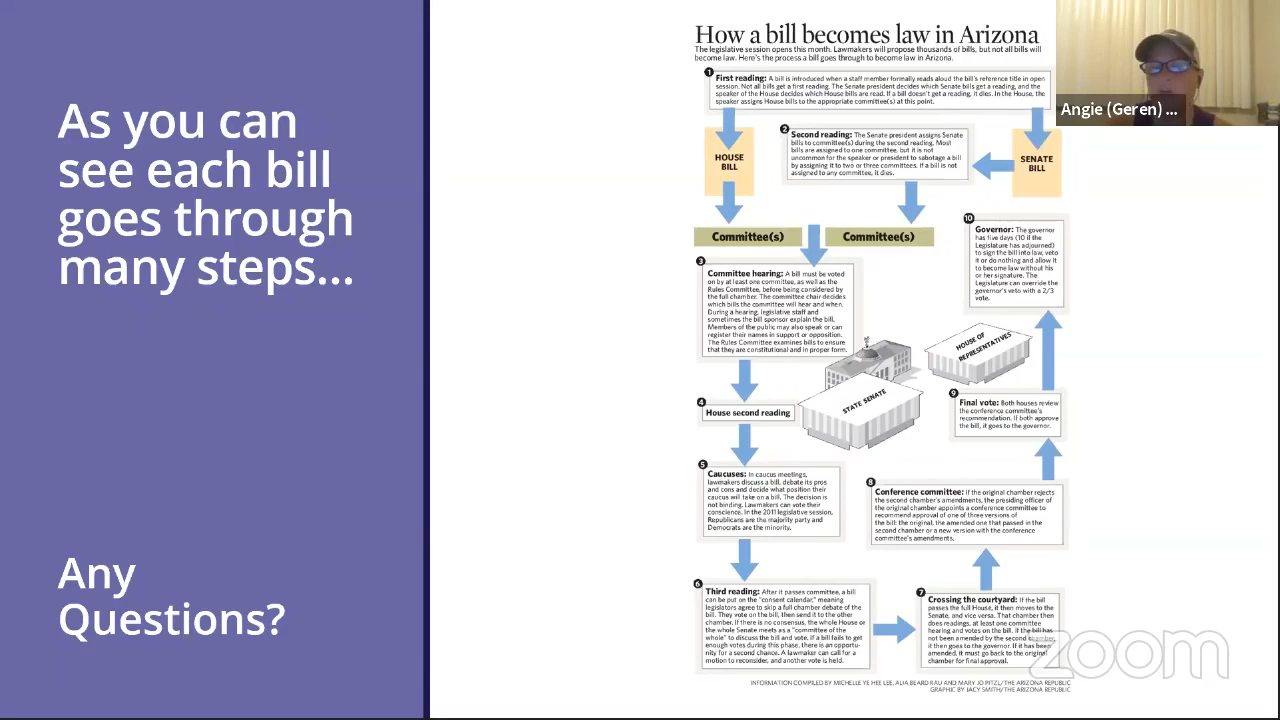 As you can
see each bill
goes through
many steps...
Any
Questions?
How a bill becomes law in Arizona
The legislative session opens this month. Lawmakers will propose thousands of bills, but not all bills will
become law. Here's the process a bill goes through to become law in Arizona.
1
First reading: A bill is introduced when a staff member formally reads aloud the bill's reference title in open
session. Not all bills get a first reading. The Senate president decides which Senate bills get a reading, and the
speaker of the House decides which House bills are read. If a bill doesn't get a reading, it dies. In the House, the
speaker assigns House bills to the appropriate committee(s) at this point.
HOUSE
BILL
2
Second reading: The Senate president assigns Senate
bills to committee(s) during the second reading. Most
bills are assigned to one committee, but it is not
uncommon for the speaker or president to sabotage a bill
by assigning it to two or three committees. If a bill is not
assigned to any committee, it dies.
SENATE
BILL
Committee(s)
Committee(s)
3
Committee hearing: A bill must be voted
on by at least one committee, as well as the
Rules Committee, before being considered by
the full chamber. The committee chair decides
which bills the committee will hear and when.
During a hearing, legislative staff and
sometimes the bill sponsor explain the bill.
Members of the public may also speak or can
register their names in support or opposition.
The Rules Committee examines bills to ensure
that they are constitutional and in proper form.
4
House second reading
5
Caucuses: In caucus meetings,
lawmakers discuss a bill, debate its pros
and cons and decide what position their
caucus will take on a bill. The decision is
not binding. Lawmakers can vote their
conscience. In the 2011 legislative session,
Republicans are the majority party and
Democrats are the minority.
6
Third reading: After it passes committee, a bill
can be put on the "consent calendar," meaning
legislators agree to skip a full chamber debate of the
bill. They vote on the bill, then send it to the other
chamber. If there is no consensus, the whole House or
the whole Senate meets as a "committee of the
whole" to discuss the bill and vote. If a bill fails to get
enough votes during this phase, there is an opportu-
nity for a second chance. A lawmaker can call for a
motion to reconsider, and another vote is held.
7
Crossing the courtyard: If the bill
passes the full House, it then moves to the
Senate, and vice versa. That chamber then
does readings, at least one committee
hearing and votes on the bill. If the bill has
not been amended by the second chamber,
it then goes to the governor. If it has been
amended, it must go back to the original
chamber for final approval.
8
Conference committee: If the original chamber rejects
the second chamber's amendments, the presiding officer of
the original chamber appoints a conference committee to
recommend approval of one of three versions of
the bill: the original, the amended one that passed in the
second chamber or a new version with the conference
committee's amendments.
9
Final vote: Both houses review
the conference committee's
recommendation. If both approve
the bill, it goes to the governor.
10
Governor: The governor
has five days (10 if the
Legislature has adjourned)
to sign the bill into law, veto
it or do nothing and allow it
to become law without his
or her signature. The
Legislature can override the
governor's veto with a 2/3
vote.
STATE SENATE
HOUSE OF
REPRESENTATIVES
INFORMATION COMPILED BY MICHELLE YE HEE LEE, ALIA BEARD RAU AND MARY JO PITZL/THE ARIZONA REPUBLIC
GRAPHIC BY JACY SMITH/THE ARIZONA REPUBLIC
Angie (Geren) ...
zoom